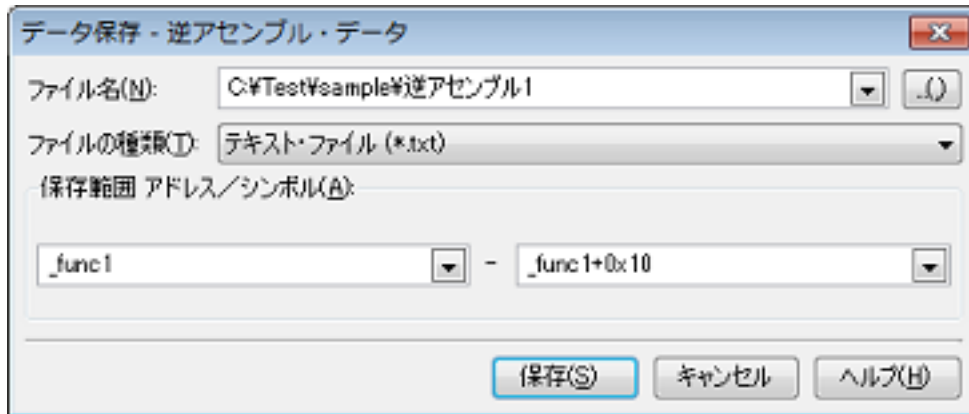 データ保存 - 逆アセンブル・データ
ファイル名(N): C:¥Test¥sample¥逆アセンブル1 ...()
ファイルの種類(T): テキスト・ファイル (*.txt)
保存範囲 アドレス／シンボル(A):
_func1 - _func1+0x10
保存(S) キャンセル ヘルプ(H)